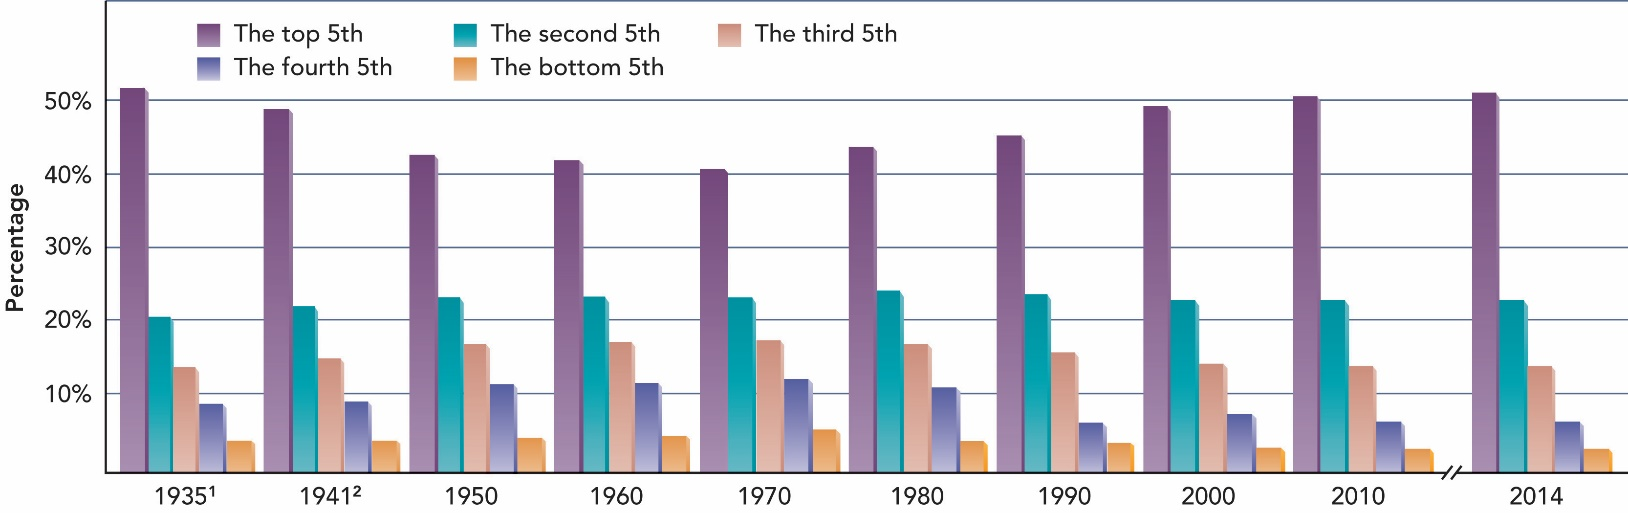 The top 5th The second 5th The third 5th
The fourth 5th The bottom 5th
Percentage
50%
40%
30%
20%
10%
1935¹ 1941² 1950 1960 1970 1980 1990 2000 2010 2014